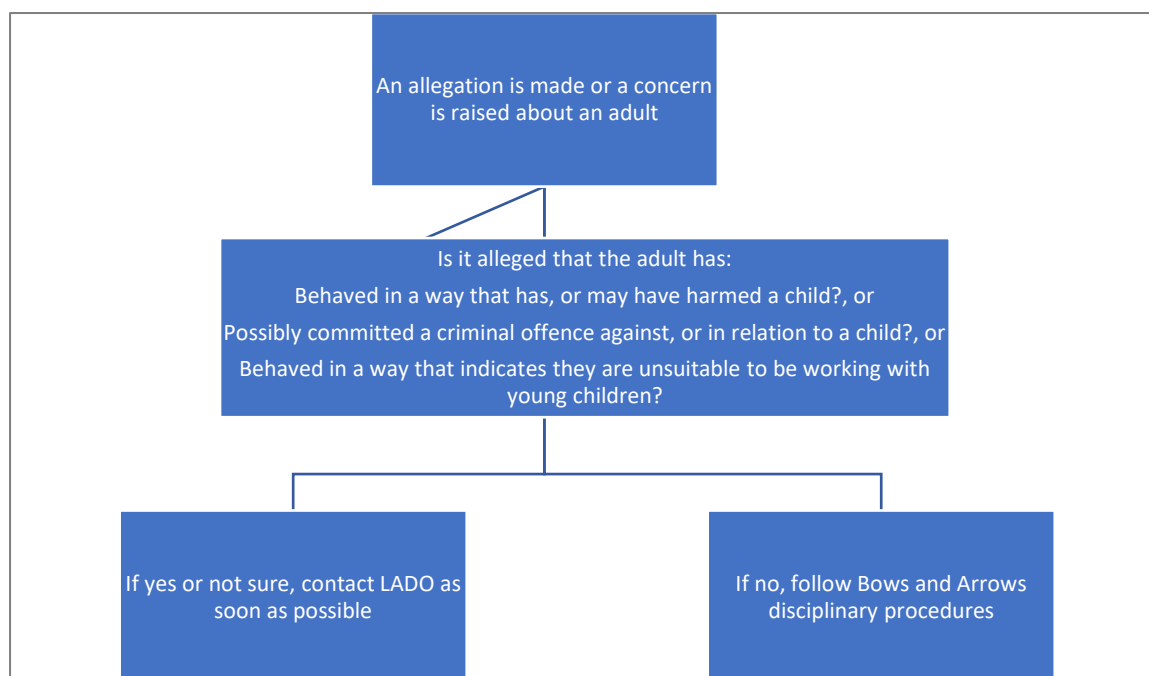 An allegation is made or a concern
is raised about an adult
Is it alleged that the adult has:
Behaved in a way that has, or may have harmed a child?, or
Possibly committed a criminal offence against, or in relation to a child?, or
Behaved in a way that indicates they are unsuitable to be working with
young children?
If yes or not sure, contact LADO as
soon as possible
If no, follow Bows and Arrows
disciplinary procedures